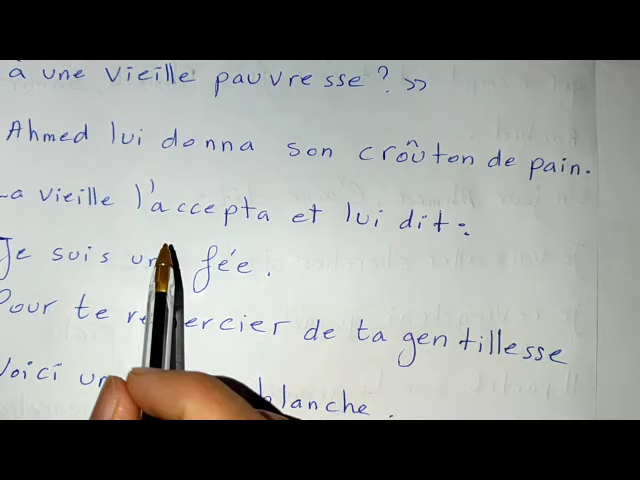 à une vieille pauvresse? »
Ahmed lui donna son croûton de pain.
La vieille l'accepta et lui dit:
Je suis une fée.
Pour te remercier de ta gentillesse
Voici blanche.